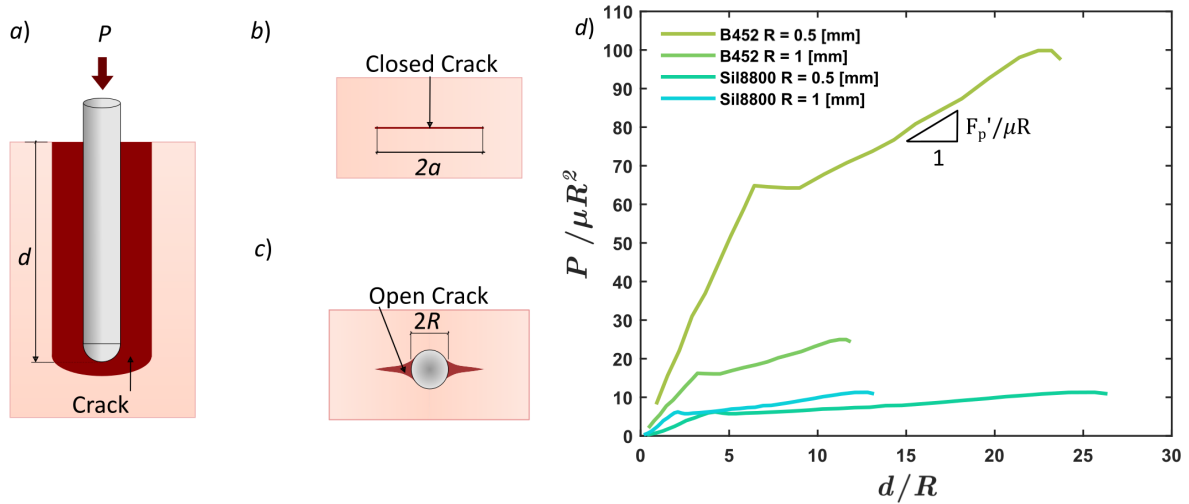 a)
P
d
Crack
b)
Closed Crack
2a
c)
Open Crack
2R
d)
P /μR²
100
90
80
70
60
50
40
30
20
10
0
B452 R = 0.5 [mm]
B452 R = 1 [mm]
Sil8800 R = 0.5 [mm]
Sil8800 R = 1 [mm]
Fₚ'/μR
1
0 5 10 15 20 25 30
d/R